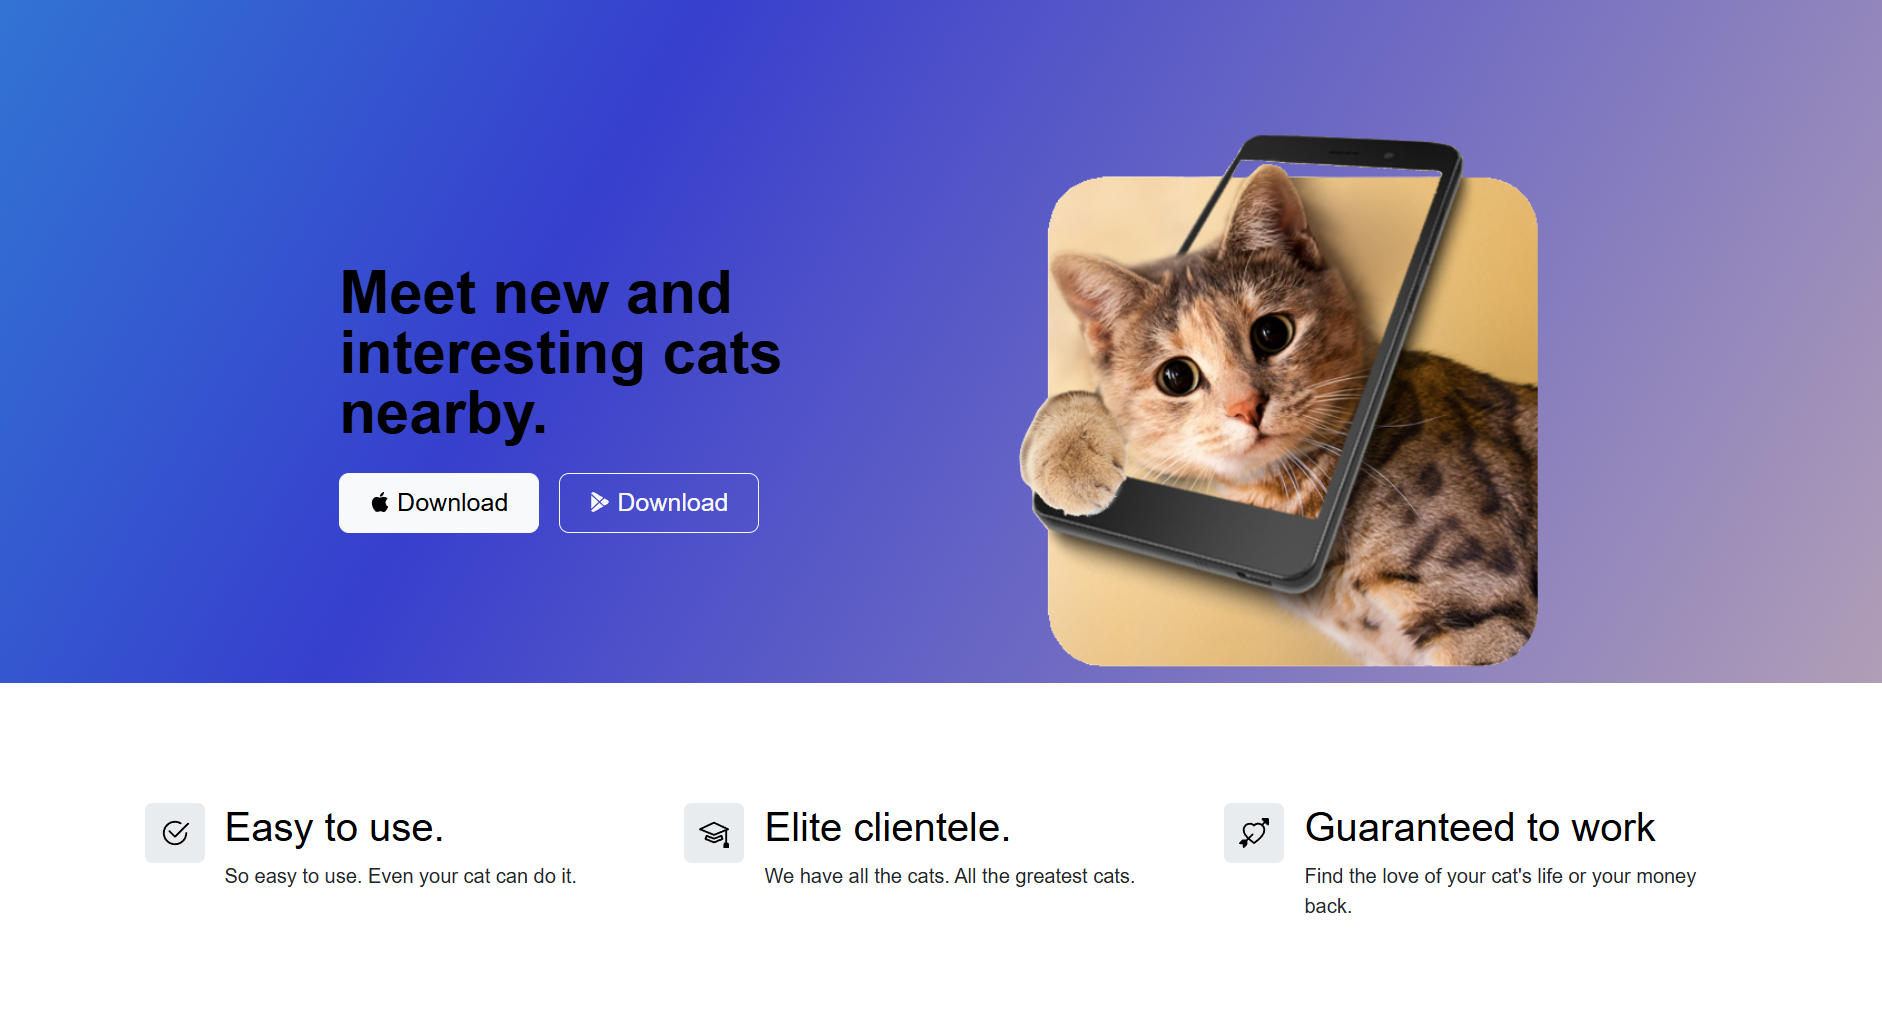 Meet new and
interesting cats
nearby.
Download
Download
Easy to use.
So easy to use. Even your cat can do it.
Elite clientele.
We have all the cats. All the greatest cats.
Guaranteed to work
Find the love of your cat's life or your money
back.